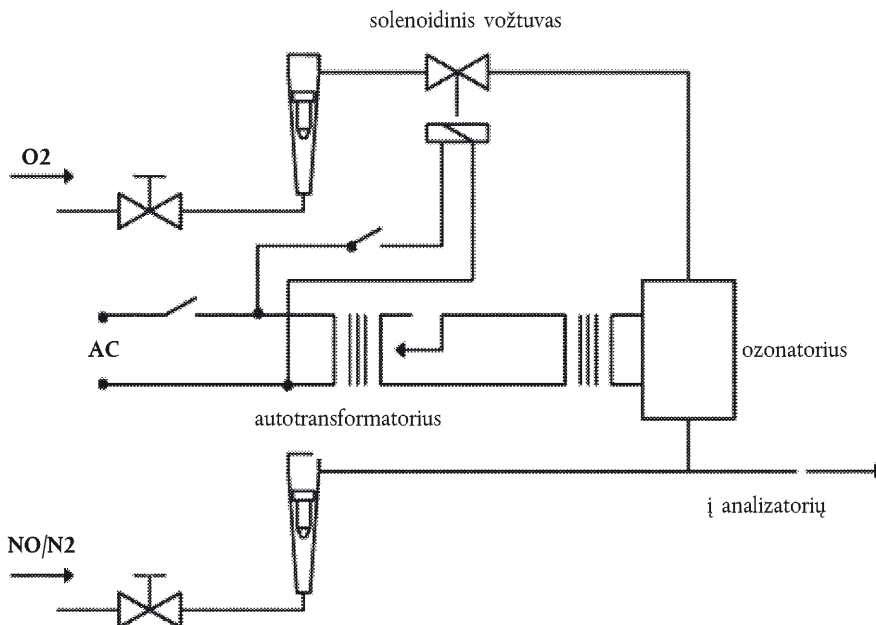 solenoidinis vožtuvas
O2
AC
ozonatorius
autotransformatorius
į analizatorių
NO/N2